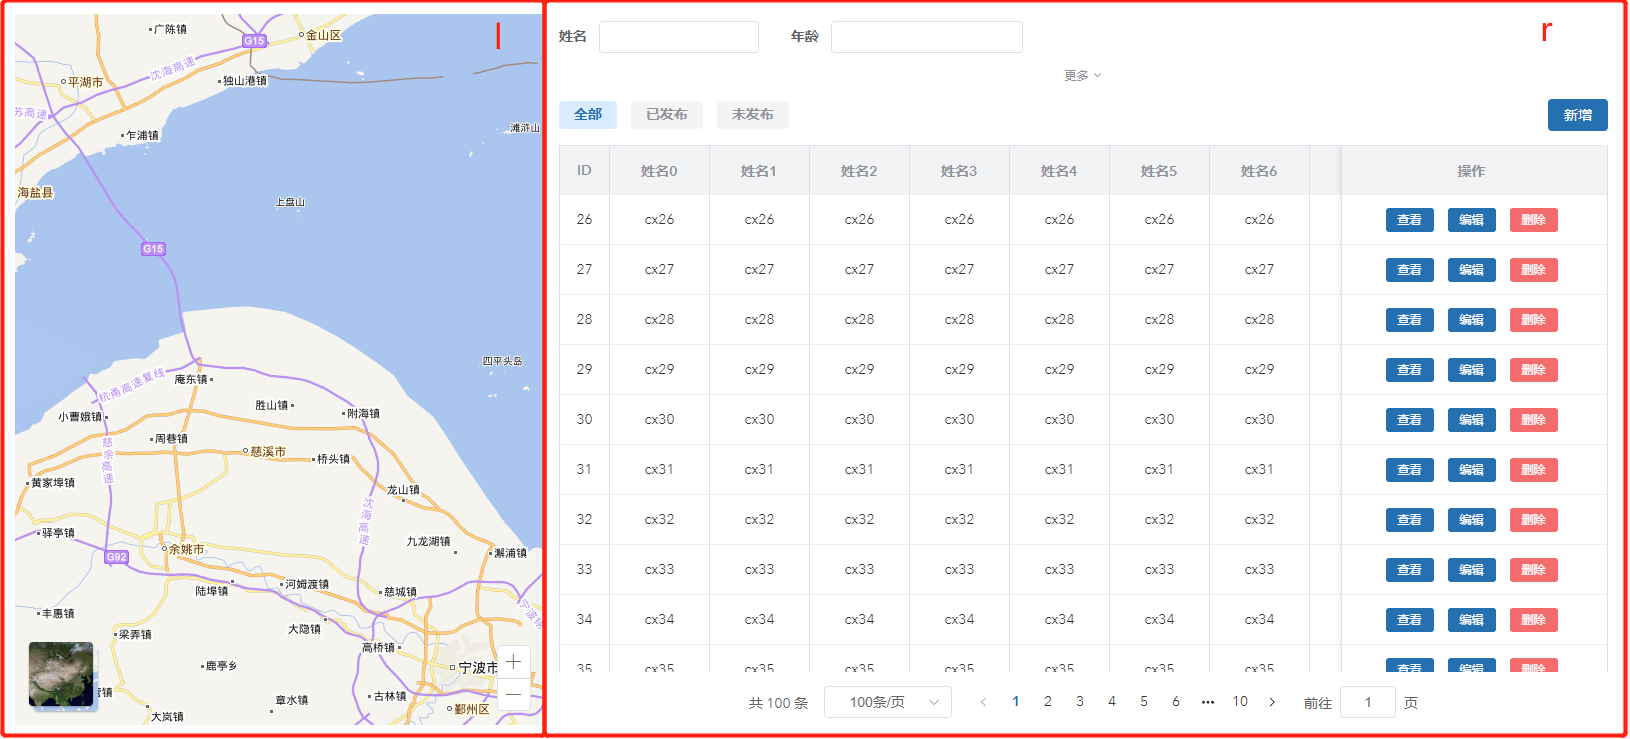 l
广陈镇
G15
金山区
沈海高速
平湖市
独山港镇
苏高速
滩浒山
乍浦镇
海盐县
上盘山
G15
四平头岛
杭甬高速复线
庵东镇
胜山镇
附海镇
小曹娥镇
周巷镇
慈余高速
慈溪市
桥头镇
黄家埠镇
龙山镇
沈海高速
驿亭镇
九龙湖镇
余姚市
澥浦镇
G92
河姆渡镇
陆埠镇
慈城镇
丰惠镇
宁波绕
大隐镇
梁弄镇
高桥镇
鹿亭乡
宁波市
章水镇
古林镇
鄞州区
大岚镇
r
姓名 年龄
更多
全部 已发布 未发布 新增
ID 姓名0 姓名1 姓名2 姓名3 姓名4 姓名5 姓名6 操作
26 cx26 cx26 cx26 cx26 cx26 cx26 cx26 查看 编辑 删除
27 cx27 cx27 cx27 cx27 cx27 cx27 cx27 查看 编辑 删除
28 cx28 cx28 cx28 cx28 cx28 cx28 cx28 查看 编辑 删除
29 cx29 cx29 cx29 cx29 cx29 cx29 cx29 查看 编辑 删除
30 cx30 cx30 cx30 cx30 cx30 cx30 cx30 查看 编辑 删除
31 cx31 cx31 cx31 cx31 cx31 cx31 cx31 查看 编辑 删除
32 cx32 cx32 cx32 cx32 cx32 cx32 cx32 查看 编辑 删除
33 cx33 cx33 cx33 cx33 cx33 cx33 cx33 查看 编辑 删除
34 cx34 cx34 cx34 cx34 cx34 cx34 cx34 查看 编辑 删除
35 cx35 cx35 cx35 cx35 cx35 cx35 cx35 查看 编辑 删除
共 100 条 100条/页 < 1 2 3 4 5 6 ••• 10 > 前往 1 页